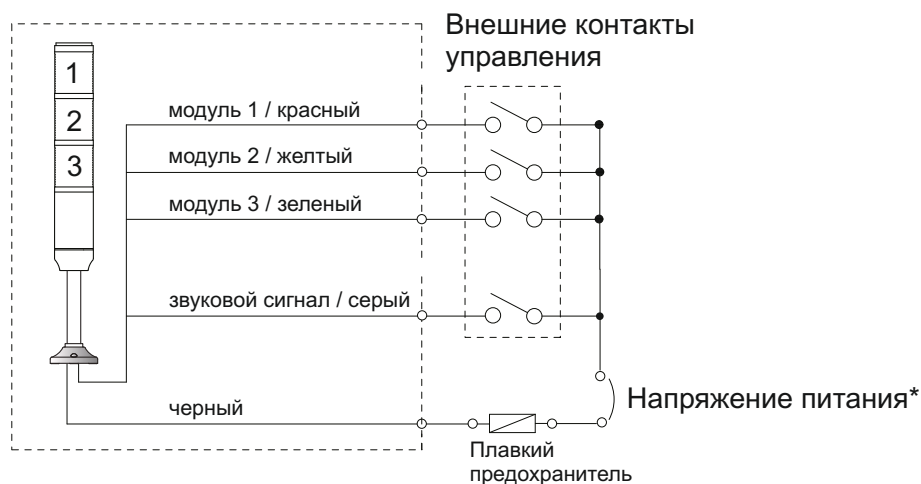 Внешние контакты
управления
1
2
3
модуль 1 / красный
модуль 2 / желтый
модуль 3 / зеленый
звуковой сигнал / серый
черный
Напряжение питания*
Плавкий
предохранитель